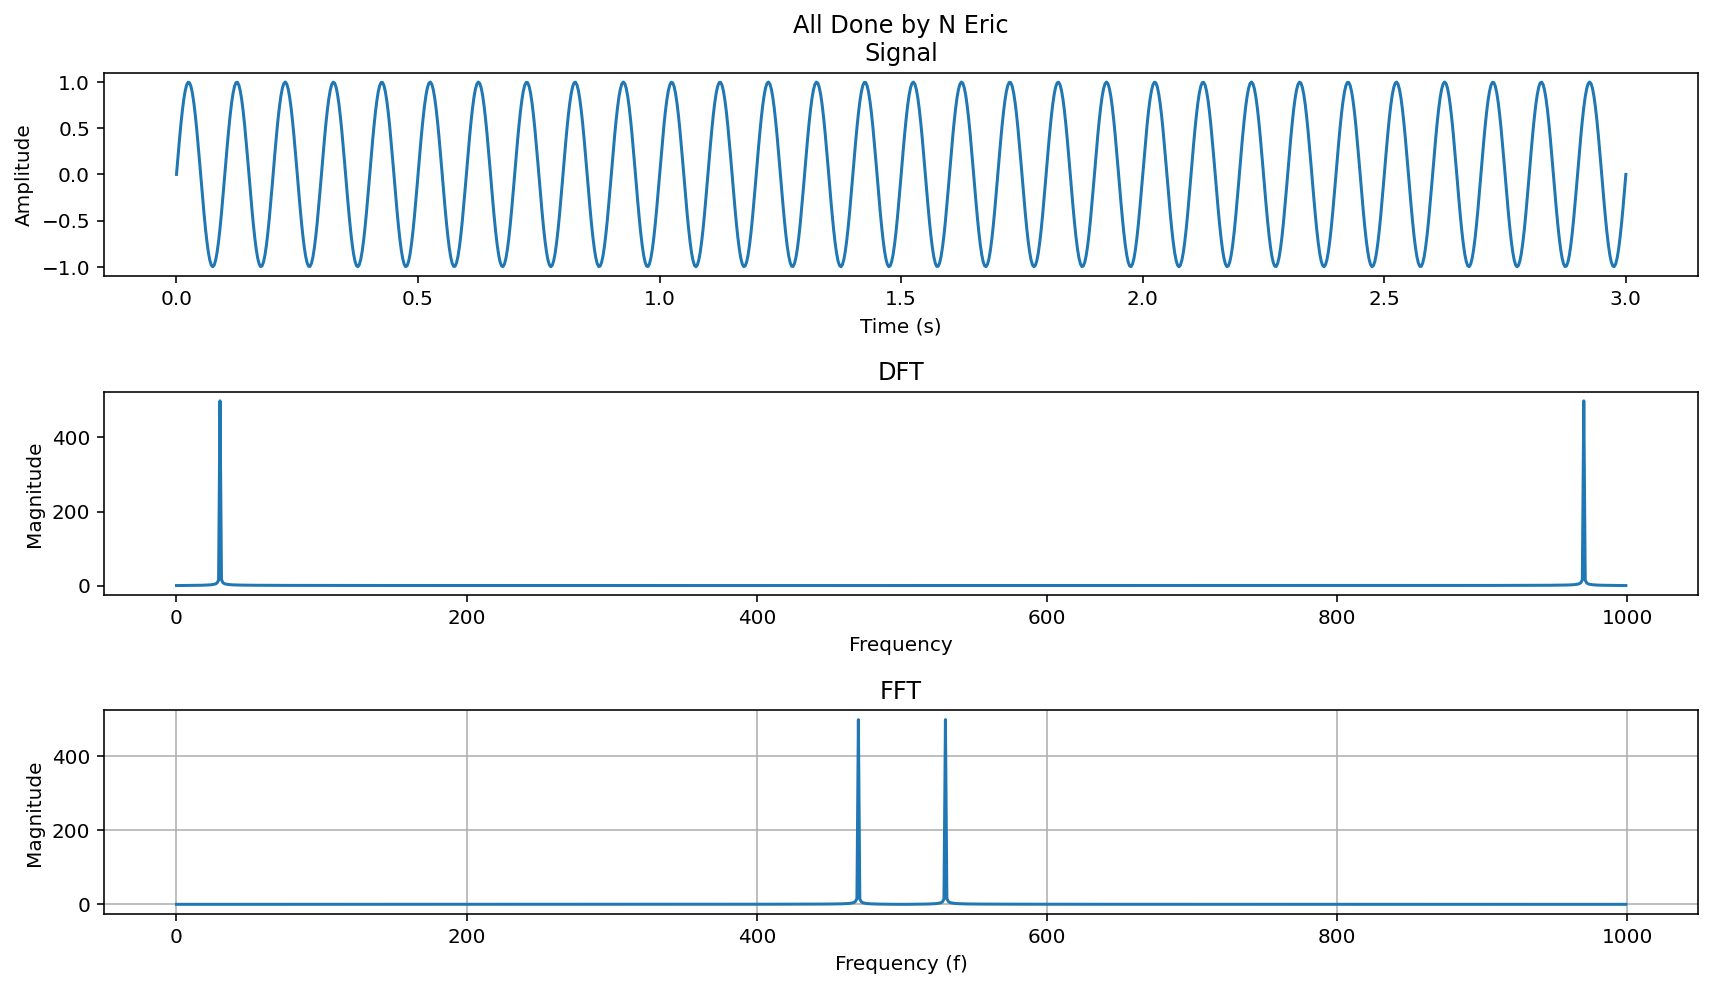 All Done by N Eric
Signal
Amplitude
1.0
0.5
0.0
−0.5
−1.0
0.0 0.5 1.0 1.5 2.0 2.5 3.0
Time (s)
DFT
Magnitude
400
200
0
0 200 400 600 800 1000
Frequency
FFT
Magnitude
400
200
0
0 200 400 600 800 1000
Frequency (f)